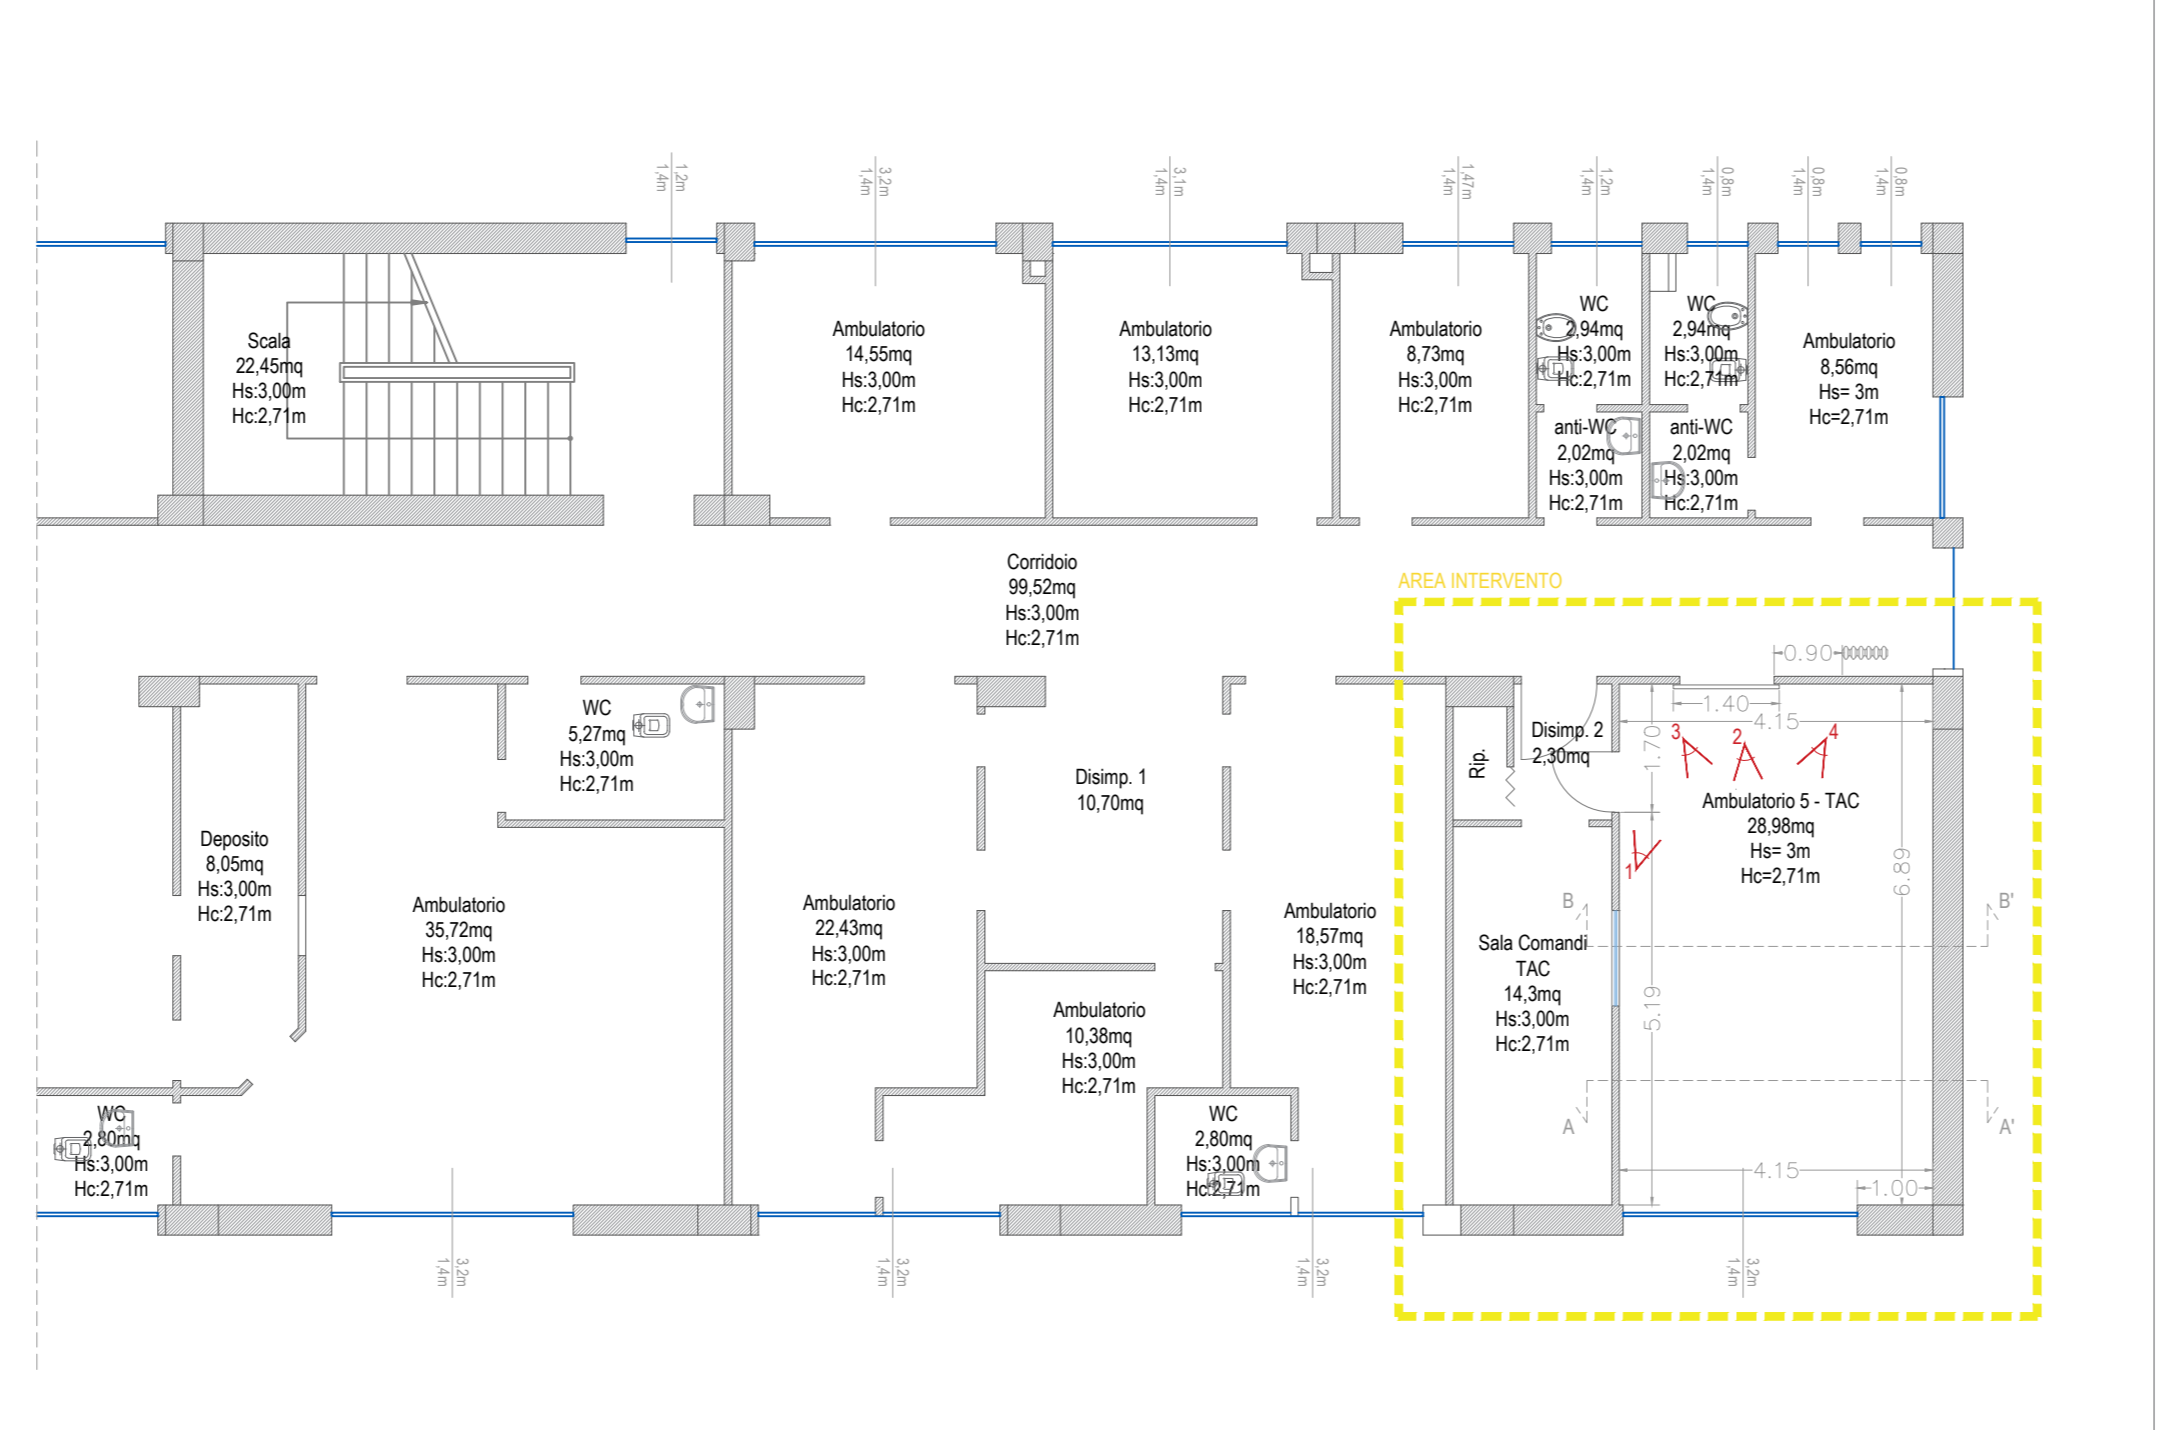 1,2m
1,4m
3,2m
1,4m
3,1m
1,4m
1,47m
1,4m
1,2m
1,4m
0,8m
1,4m
0,8m
1,4m
0,8m
1,4m
Scala
22,45mq
Hs:3,00m
Hc:2,71m
Ambulatorio
14,55mq
Hs:3,00m
Hc:2,71m
Ambulatorio
13,13mq
Hs:3,00m
Hc:2,71m
Ambulatorio
8,73mq
Hs:3,00m
Hc:2,71m
WC
2,94mq
Hs:3,00m
Hc:2,71m
WC
2,94mq
Hs:3,00m
Hc:2,71m
Ambulatorio
8,56mq
Hs= 3m
Hc=2,71m
anti-WC
2,02mq
Hs:3,00m
Hc:2,71m
anti-WC
2,02mq
Hs:3,00m
Hc:2,71m
Corridoio
99,52mq
Hs:3,00m
Hc:2,71m
AREA INTERVENTO
0.90
1.40
4.15
1.70
3
2
4
WC
5,27mq
Hs:3,00m
Hc:2,71m
Disimp. 1
10,70mq
Rip.
Disimp. 2
2,30mq
Ambulatorio 5 - TAC
28,98mq
Hs= 3m
Hc=2,71m
1
6.89
Deposito
8,05mq
Hs:3,00m
Hc:2,71m
Ambulatorio
35,72mq
Hs:3,00m
Hc:2,71m
Ambulatorio
22,43mq
Hs:3,00m
Hc:2,71m
Ambulatorio
18,57mq
Hs:3,00m
Hc:2,71m
B
B'
Sala Comandi
TAC
14,3mq
Hs:3,00m
Hc:2,71m
5.19
Ambulatorio
10,38mq
Hs:3,00m
Hc:2,71m
WC
2,80mq
Hs:3,00m
Hc:2,71m
WC
2,80mq
Hs:3,00m
Hc:2,71m
A
A'
4.15
1.00
3,2m
1,4m
3,2m
1,4m
3,2m
1,4m
3,2m
1,4m